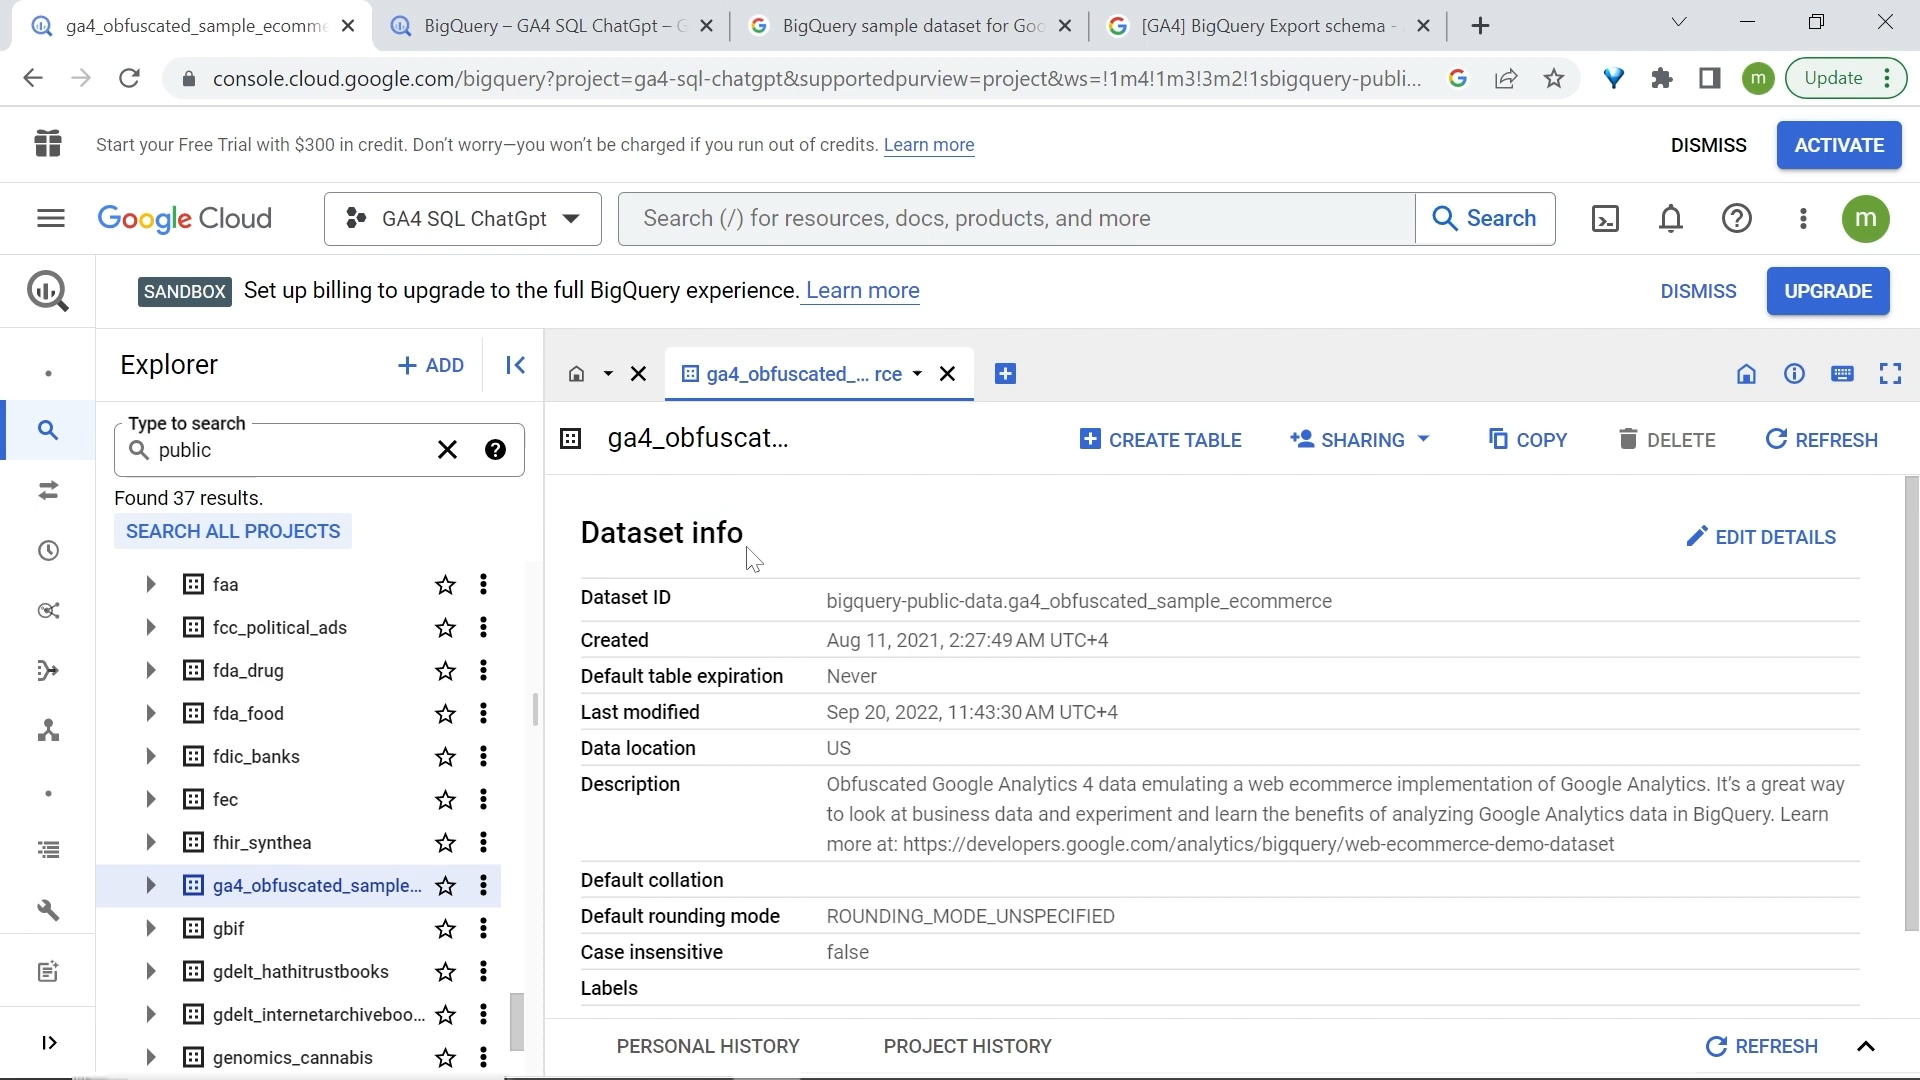 ga4_obfuscated_sample_ecomme
BigQuery – GA4 SQL ChatGpt – G
BigQuery sample dataset for Goo
[GA4] BigQuery Export schema -
console.cloud.google.com/bigquery?project=ga4-sql-chatgpt&supportedpurview=project&ws=!1m4!1m3!3m2!1sbigquery-publi...
m
Update
Start your Free Trial with $300 in credit. Don't worry—you won't be charged if you run out of credits. Learn more
DISMISS
ACTIVATE
Google Cloud
GA4 SQL ChatGpt
Search (/) for resources, docs, products, and more
Search
m
SANDBOX Set up billing to upgrade to the full BigQuery experience. Learn more
DISMISS
UPGRADE
Explorer
+ ADD
ga4_obfuscated_... rce
Type to search
public
Found 37 results.
SEARCH ALL PROJECTS
faa
fcc_political_ads
fda_drug
fda_food
fdic_banks
fec
fhir_synthea
ga4_obfuscated_sample...
gbif
gdelt_hathitrustbooks
gdelt_internetarchiveboo...
genomics_cannabis
ga4_obfuscat...
CREATE TABLE
SHARING
COPY
DELETE
REFRESH
Dataset info
EDIT DETAILS
Dataset ID bigquery-public-data.ga4_obfuscated_sample_ecommerce
Created Aug 11, 2021, 2:27:49 AM UTC+4
Default table expiration Never
Last modified Sep 20, 2022, 11:43:30 AM UTC+4
Data location US
Description Obfuscated Google Analytics 4 data emulating a web ecommerce implementation of Google Analytics. It's a great way
to look at business data and experiment and learn the benefits of analyzing Google Analytics data in BigQuery. Learn
more at: https://developers.google.com/analytics/bigquery/web-ecommerce-demo-dataset
Default collation
Default rounding mode ROUNDING_MODE_UNSPECIFIED
Case insensitive false
Labels
PERSONAL HISTORY
PROJECT HISTORY
REFRESH